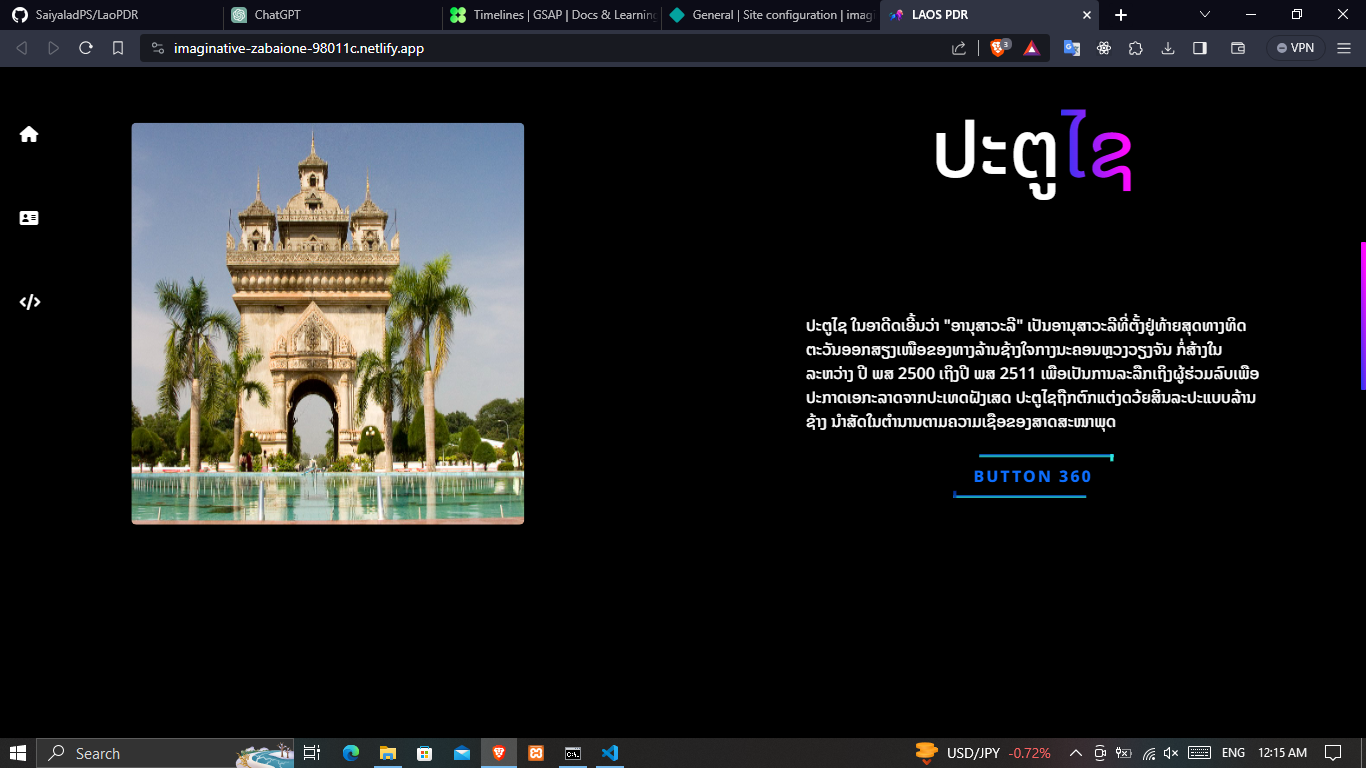 SaiyaladPS/LaoPDR
ChatGPT
Timelines | GSAP | Docs & Learning
General | Site configuration | imagi
LAOS PDR
imaginative-zabaione-98011c.netlify.app
3
VPN
ປະຕູໄຊ
ປະຕູໄຊ ໃນອາດີດເອີ້ນວ່າ "ອານຸສາວະລີ" ເປັນອານຸສາວະລີທີ່ຕັ້ງຢູ່ທ້າຍສຸດທາງທິດ
ຕະວັນອອກສຽງເໜືອຂອງທາງລ້ານຊ້າງໃຈກາງນະຄອນຫຼວງວຽງຈັນ ກໍ່ສ້າງໃນ
ລະຫວ່າງ ປີ ພສ 2500 ເຖິງປີ ພສ 2511 ເພື່ອເປັນການລະລຶກເຖິງຜູ້ຮ່ວມລົບເພື່ອ
ປະກາດເອກະລາດຈາກປະເທດຝັ່ງເສດ ປະຕູໄຊຖືກຕົກແຕ່ງດວ້ຍສິນລະປະແບບລ້ານ
ຊ້າງ ນຳສັດໃນຕຳນານຕາມຄວາມເຊື່ອຂອງສາດສະໜາພຸດ
BUTTON 360
Search
USD/JPY -0.72%
ENG
12:15 AM